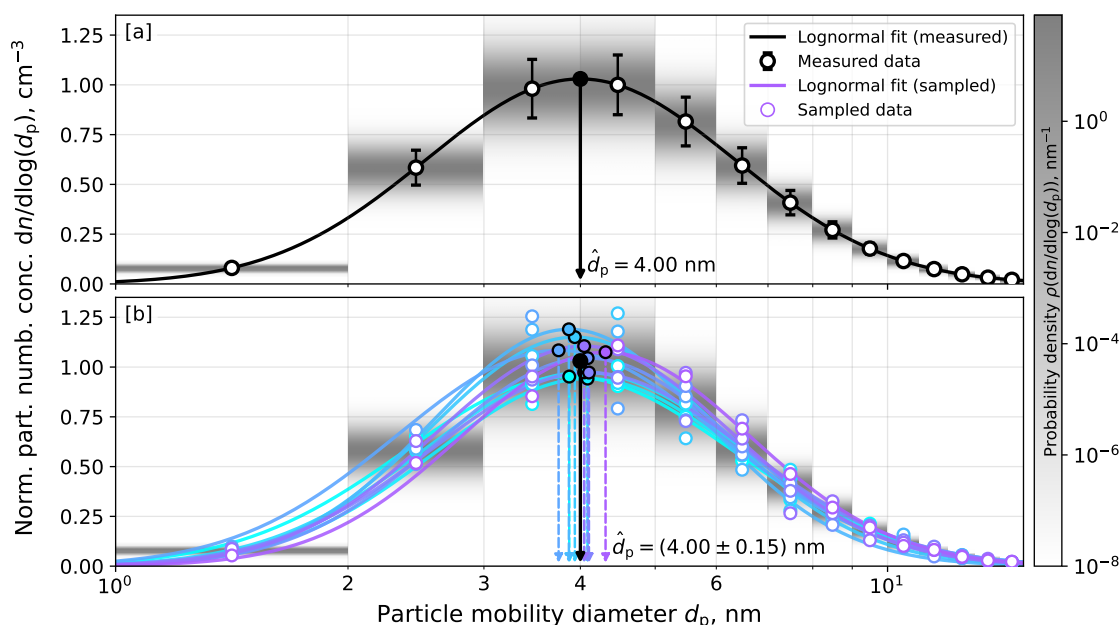 [a]
Lognormal fit (measured)
Measured data
Lognormal fit (sampled)
Sampled data
1.25
1.00
0.75
0.50
0.25
0.00
d̂ₚ = 4.00 nm
Norm. part. numb. conc. dn/dlog(dₚ), cm⁻³
[b]
1.25
1.00
0.75
0.50
0.25
0.00
d̂ₚ = (4.00 ± 0.15) nm
10⁰
2
3
4
6
10¹
Particle mobility diameter dₚ, nm
Probability density ρ(dn/dlog(dₚ)), nm⁻¹
10⁰
10⁻²
10⁻⁴
10⁻⁶
10⁻⁸